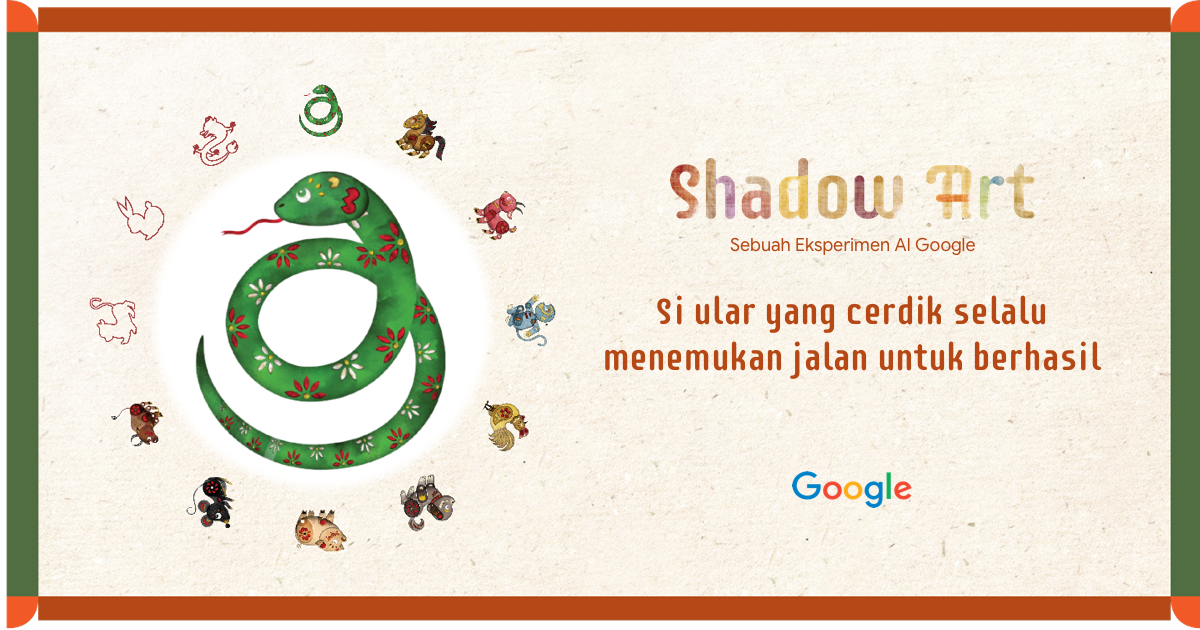 Shadow Art
Sebuah Eksperimen AI Google
Si ular yang cerdik selalu
menemukan jalan untuk berhasil
Google